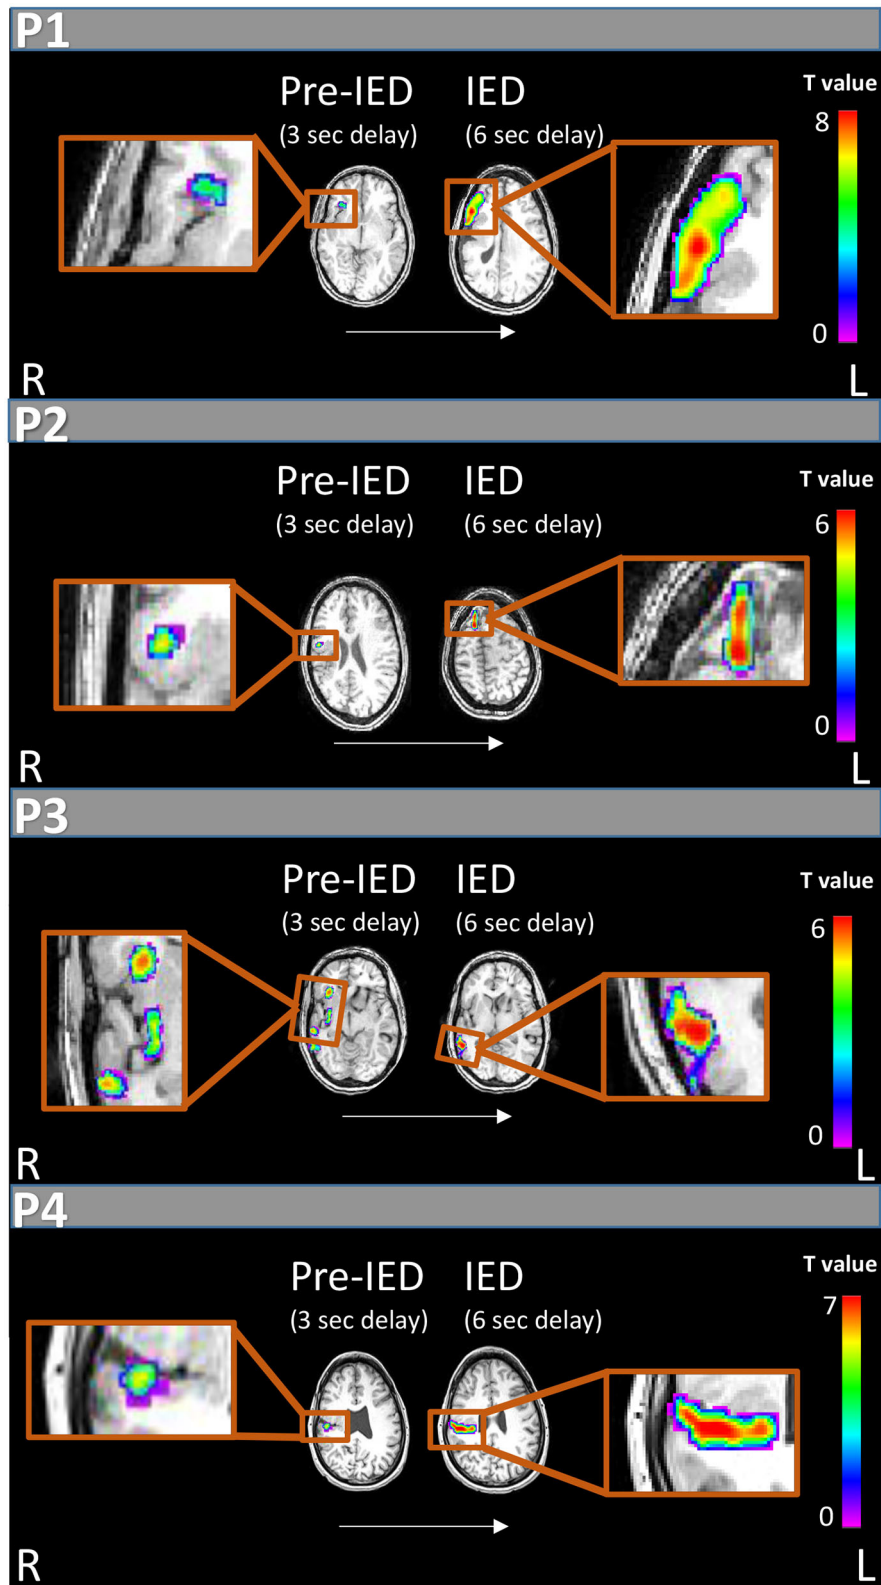 P1
Pre-IED IED T value
(3 sec delay) (6 sec delay) 8
0
R L
P2
Pre-IED IED T value
(3 sec delay) (6 sec delay) 6
0
R L
P3
Pre-IED IED T value
(3 sec delay) (6 sec delay) 6
0
R L
P4
Pre-IED IED T value
(3 sec delay) (6 sec delay) 7
0
R L